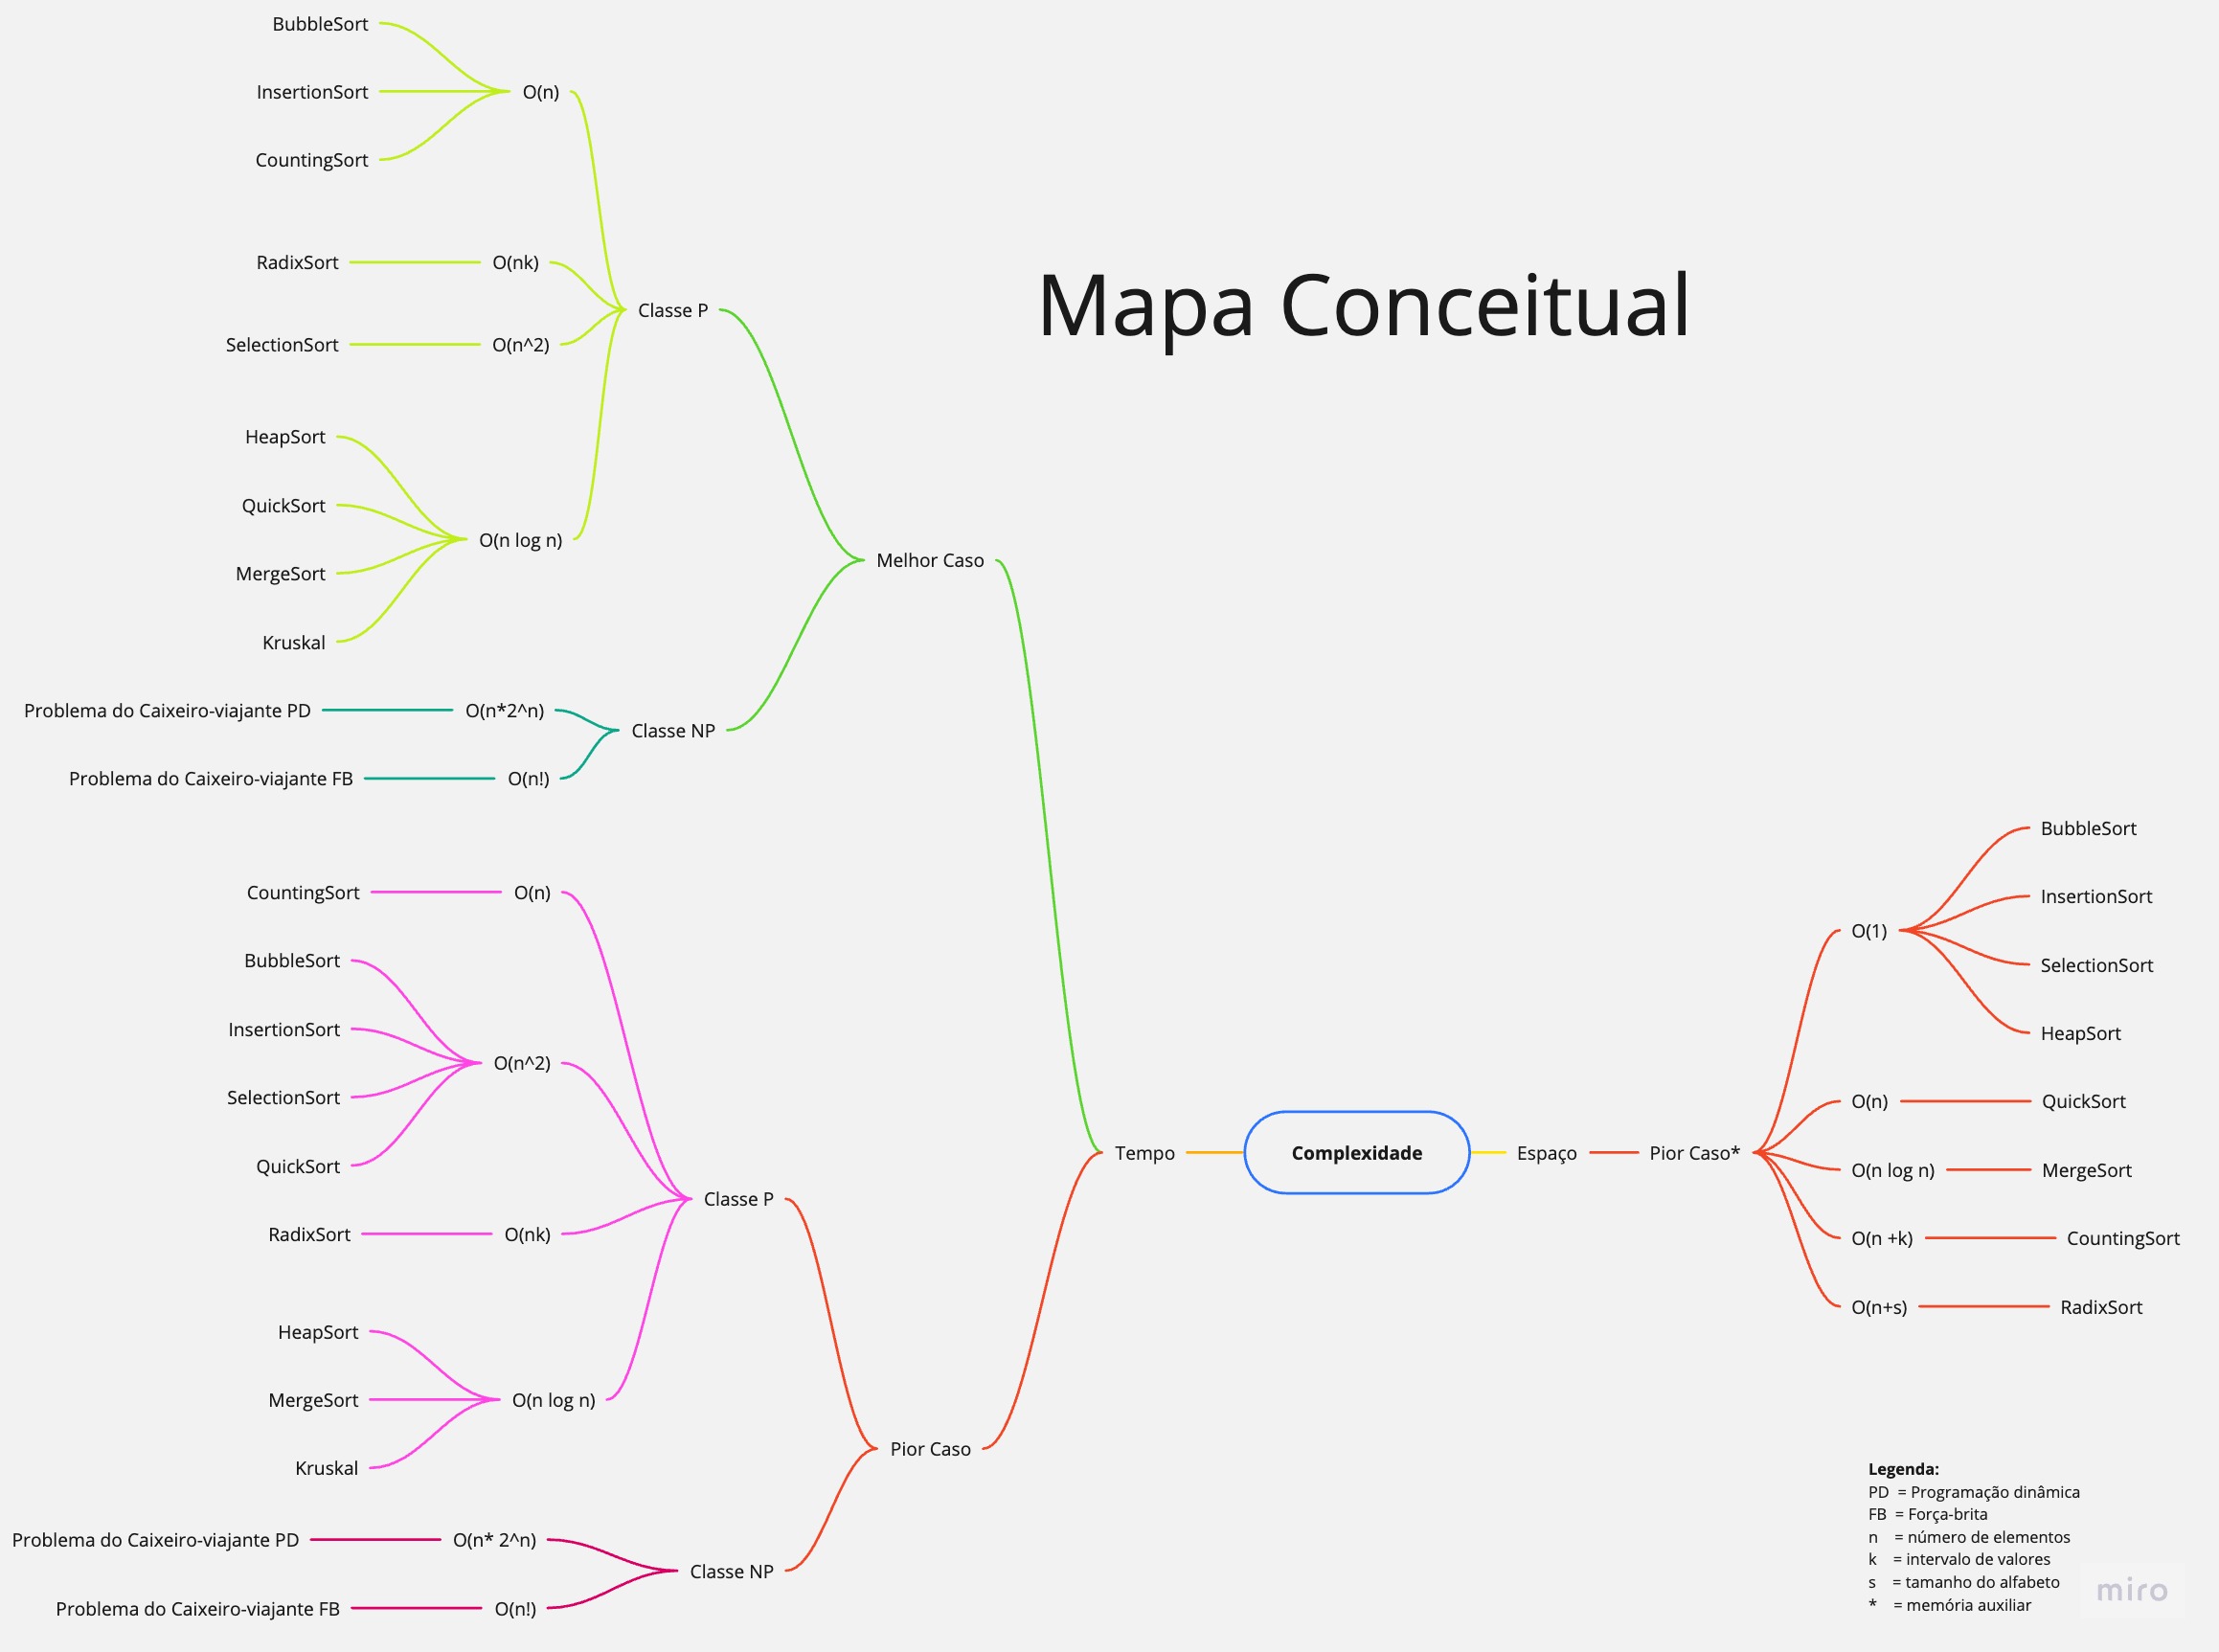 Mapa Conceitual
BubbleSort
InsertionSort
CountingSort
O(n)
RadixSort
O(nk)
SelectionSort
O(n^2)
Classe P
HeapSort
QuickSort
MergeSort
Kruskal
O(n log n)
Melhor Caso
Problema do Caixeiro-viajante PD
O(n*2^n)
Problema do Caixeiro-viajante FB
O(n!)
Classe NP
CountingSort
O(n)
BubbleSort
InsertionSort
SelectionSort
QuickSort
O(n^2)
RadixSort
O(nk)
Classe P
HeapSort
MergeSort
Kruskal
O(n log n)
Pior Caso
Problema do Caixeiro-viajante PD
O(n* 2^n)
Problema do Caixeiro-viajante FB
O(n!)
Classe NP
Tempo
Complexidade
Espaço
Pior Caso*
O(1)
BubbleSort
InsertionSort
SelectionSort
HeapSort
O(n)
QuickSort
O(n log n)
MergeSort
O(n +k)
CountingSort
O(n+s)
RadixSort
Legenda:
PD = Programação dinâmica
FB = Força-brita
n = número de elementos
k = intervalo de valores
s = tamanho do alfabeto
* = memória auxiliar
miro